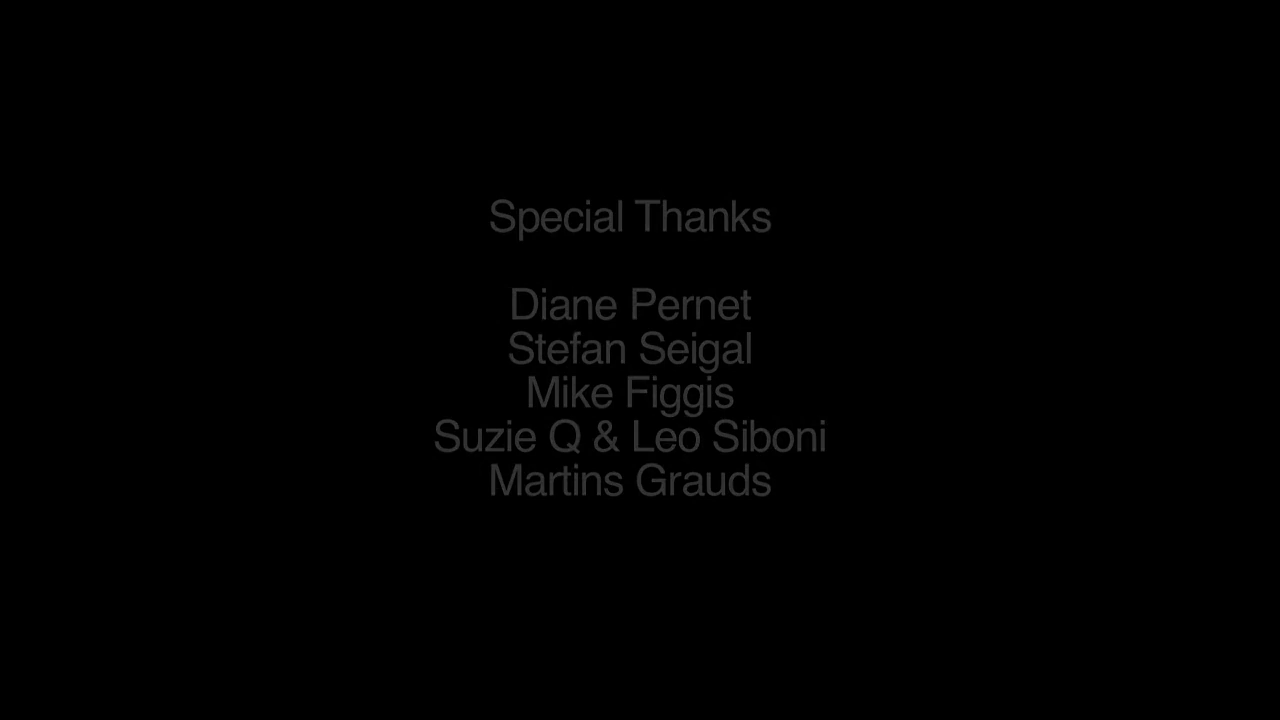 Special Thanks
Diane Pernet
Stefan Seigal
Mike Figgis
Suzie Q & Leo Siboni
Martins Grauds